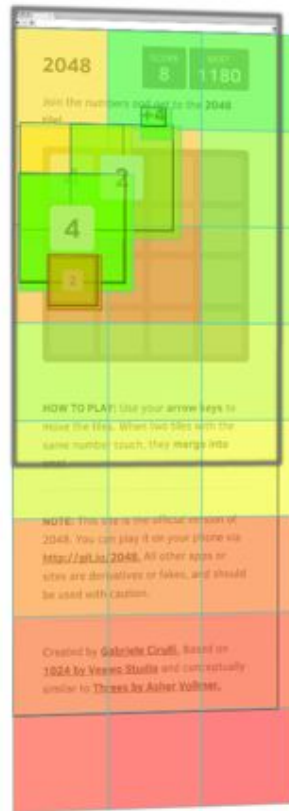 2048
SCORE BEST
8 1180
Join the numbers and get to the 2048
tile!
+4
4 2
4
2
HOW TO PLAY: Use your arrow keys to
move the tiles. When two tiles with the
same number touch, they merge into
one!
NOTE: This site is the official version of
2048. You can play it on your phone via
http://git.io/2048. All other apps or
sites are derivatives or fakes, and should
be used with caution.
Created by Gabriele Cirulli. Based on
1024 by Veewo Studio and conceptually
similar to Threes by Asher Vollmer.